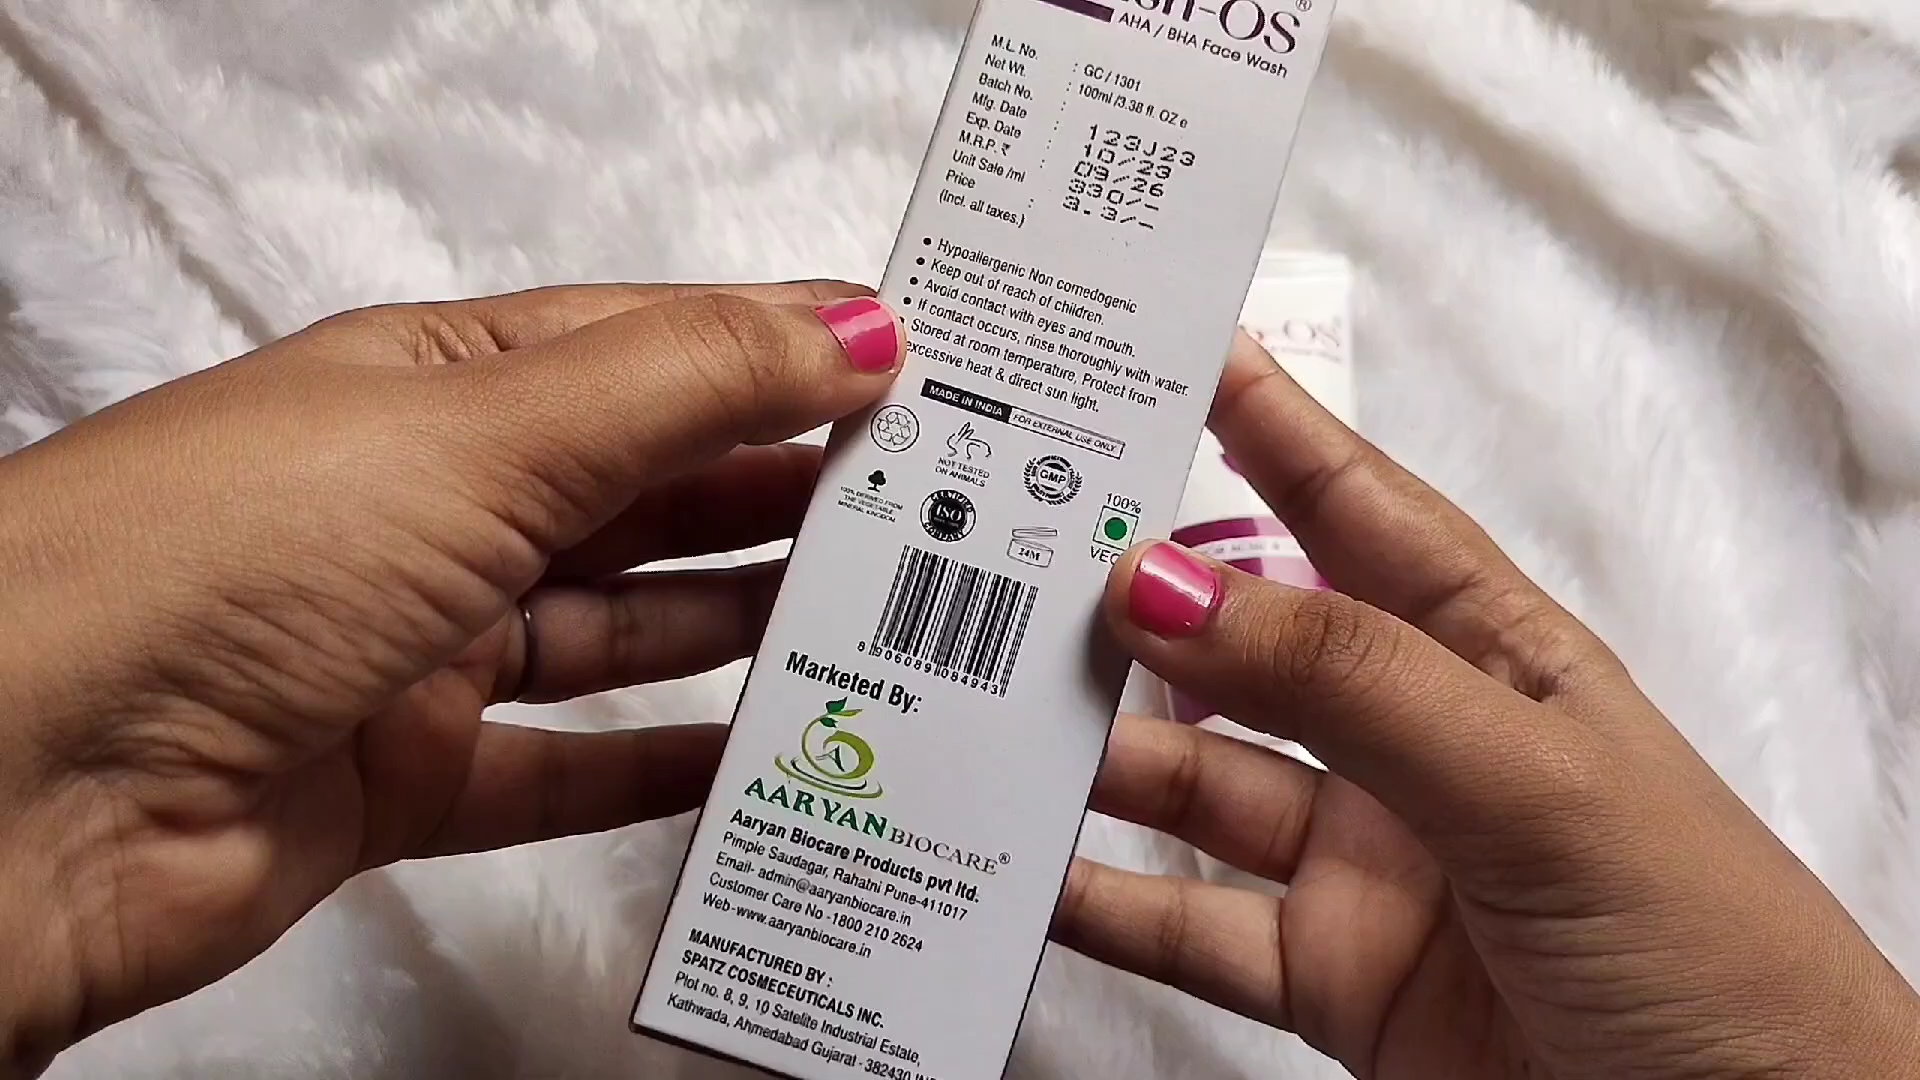 -OS®
AHA / BHA Face Wash
M.L. No. : GC / 1301
Net Wt. : 100ml /3.38 fl. OZ e
Batch No. : 123J23
Mfg. Date : 10/23
Exp. Date : 09/26
M.R.P. ₹ : 330/-
Unit Sale /ml : 3.3/-
Price
(Incl. all taxes.)
• Hypoallergenic Non comedogenic
• Keep out of reach of children.
• Avoid contact with eyes and mouth.
• If contact occurs, rinse thoroughly with water.
• Stored at room temperature, Protect from
excessive heat & direct sun light.
MADE IN INDIA FOR EXTERNAL USE ONLY
NOT TESTED
ON ANIMALS
GMP
100% DERIVED FROM
THE VEGETABLE
MINERAL KINGDOM
CERTIFIED
ISO
COMPANY
24M
100%
VEG
8 906089 084943
Marketed By:
A
AARYAN BIOCARE®
Aaryan Biocare Products pvt ltd.
Pimple Saudagar, Rahatni Pune-411017
Email- admin@aaryanbiocare.in
Customer Care No -1800 210 2624
Web-www.aaryanbiocare.in
MANUFACTURED BY :
SPATZ COSMECEUTICALS INC.
Plot no. 8, 9, 10 Satelite Industrial Estate,
Kathwada, Ahmedabad Gujarat - 382430
-OS®